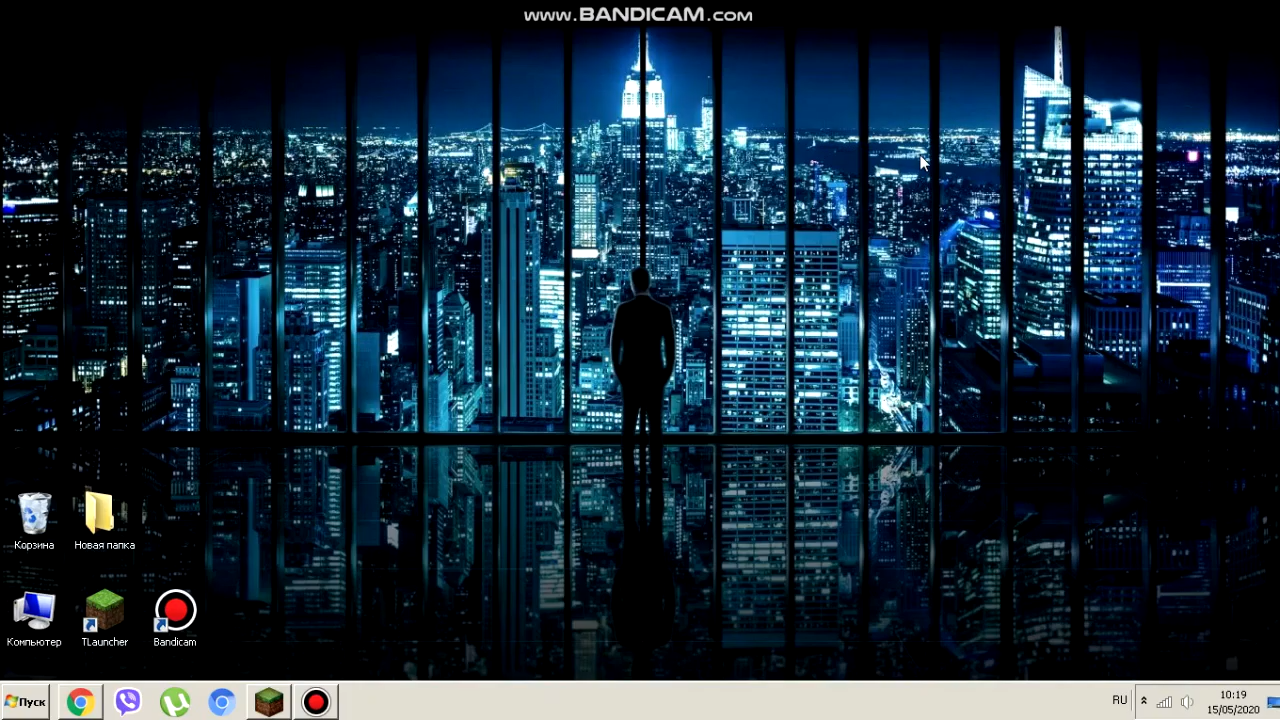 www.BANDICAM.com
Корзина
Новая папка
Компьютер
TLauncher
Bandicam
Пуск
RU
10:19
15/05/2020